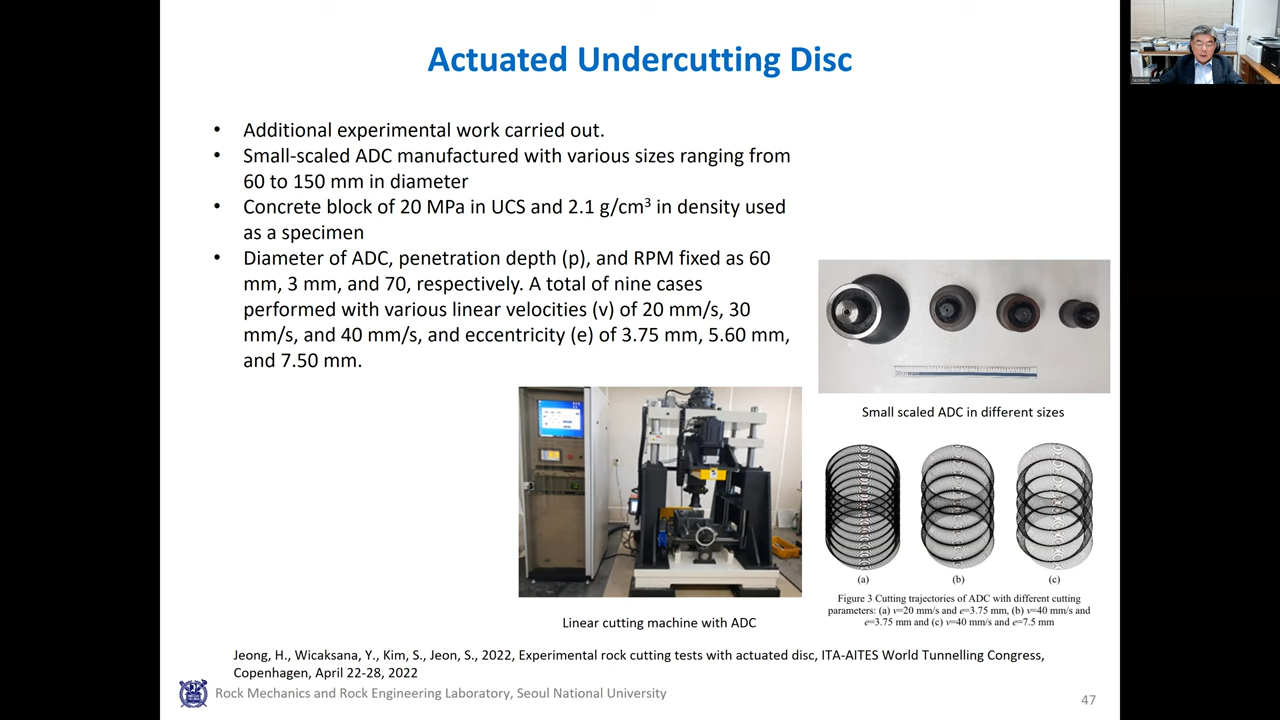 Actuated Undercutting Disc
• Additional experimental work carried out.
• Small-scaled ADC manufactured with various sizes ranging from
60 to 150 mm in diameter
• Concrete block of 20 MPa in UCS and 2.1 g/cm³ in density used
as a specimen
• Diameter of ADC, penetration depth (p), and RPM fixed as 60
mm, 3 mm, and 70, respectively. A total of nine cases
performed with various linear velocities (v) of 20 mm/s, 30
mm/s, and 40 mm/s, and eccentricity (e) of 3.75 mm, 5.60 mm,
and 7.50 mm.
Small scaled ADC in different sizes
(a) (b) (c)
Figure 3 Cutting trajectories of ADC with different cutting
parameters: (a) v=20 mm/s and e=3.75 mm, (b) v=40 mm/s and
e=3.75 mm and (c) v=40 mm/s and e=7.5 mm
Linear cutting machine with ADC
Jeong, H., Wicaksana, Y., Kim, S., Jeon, S., 2022, Experimental rock cutting tests with actuated disc, ITA-AITES World Tunnelling Congress,
Copenhagen, April 22-28, 2022
Rock Mechanics and Rock Engineering Laboratory, Seoul National University
47